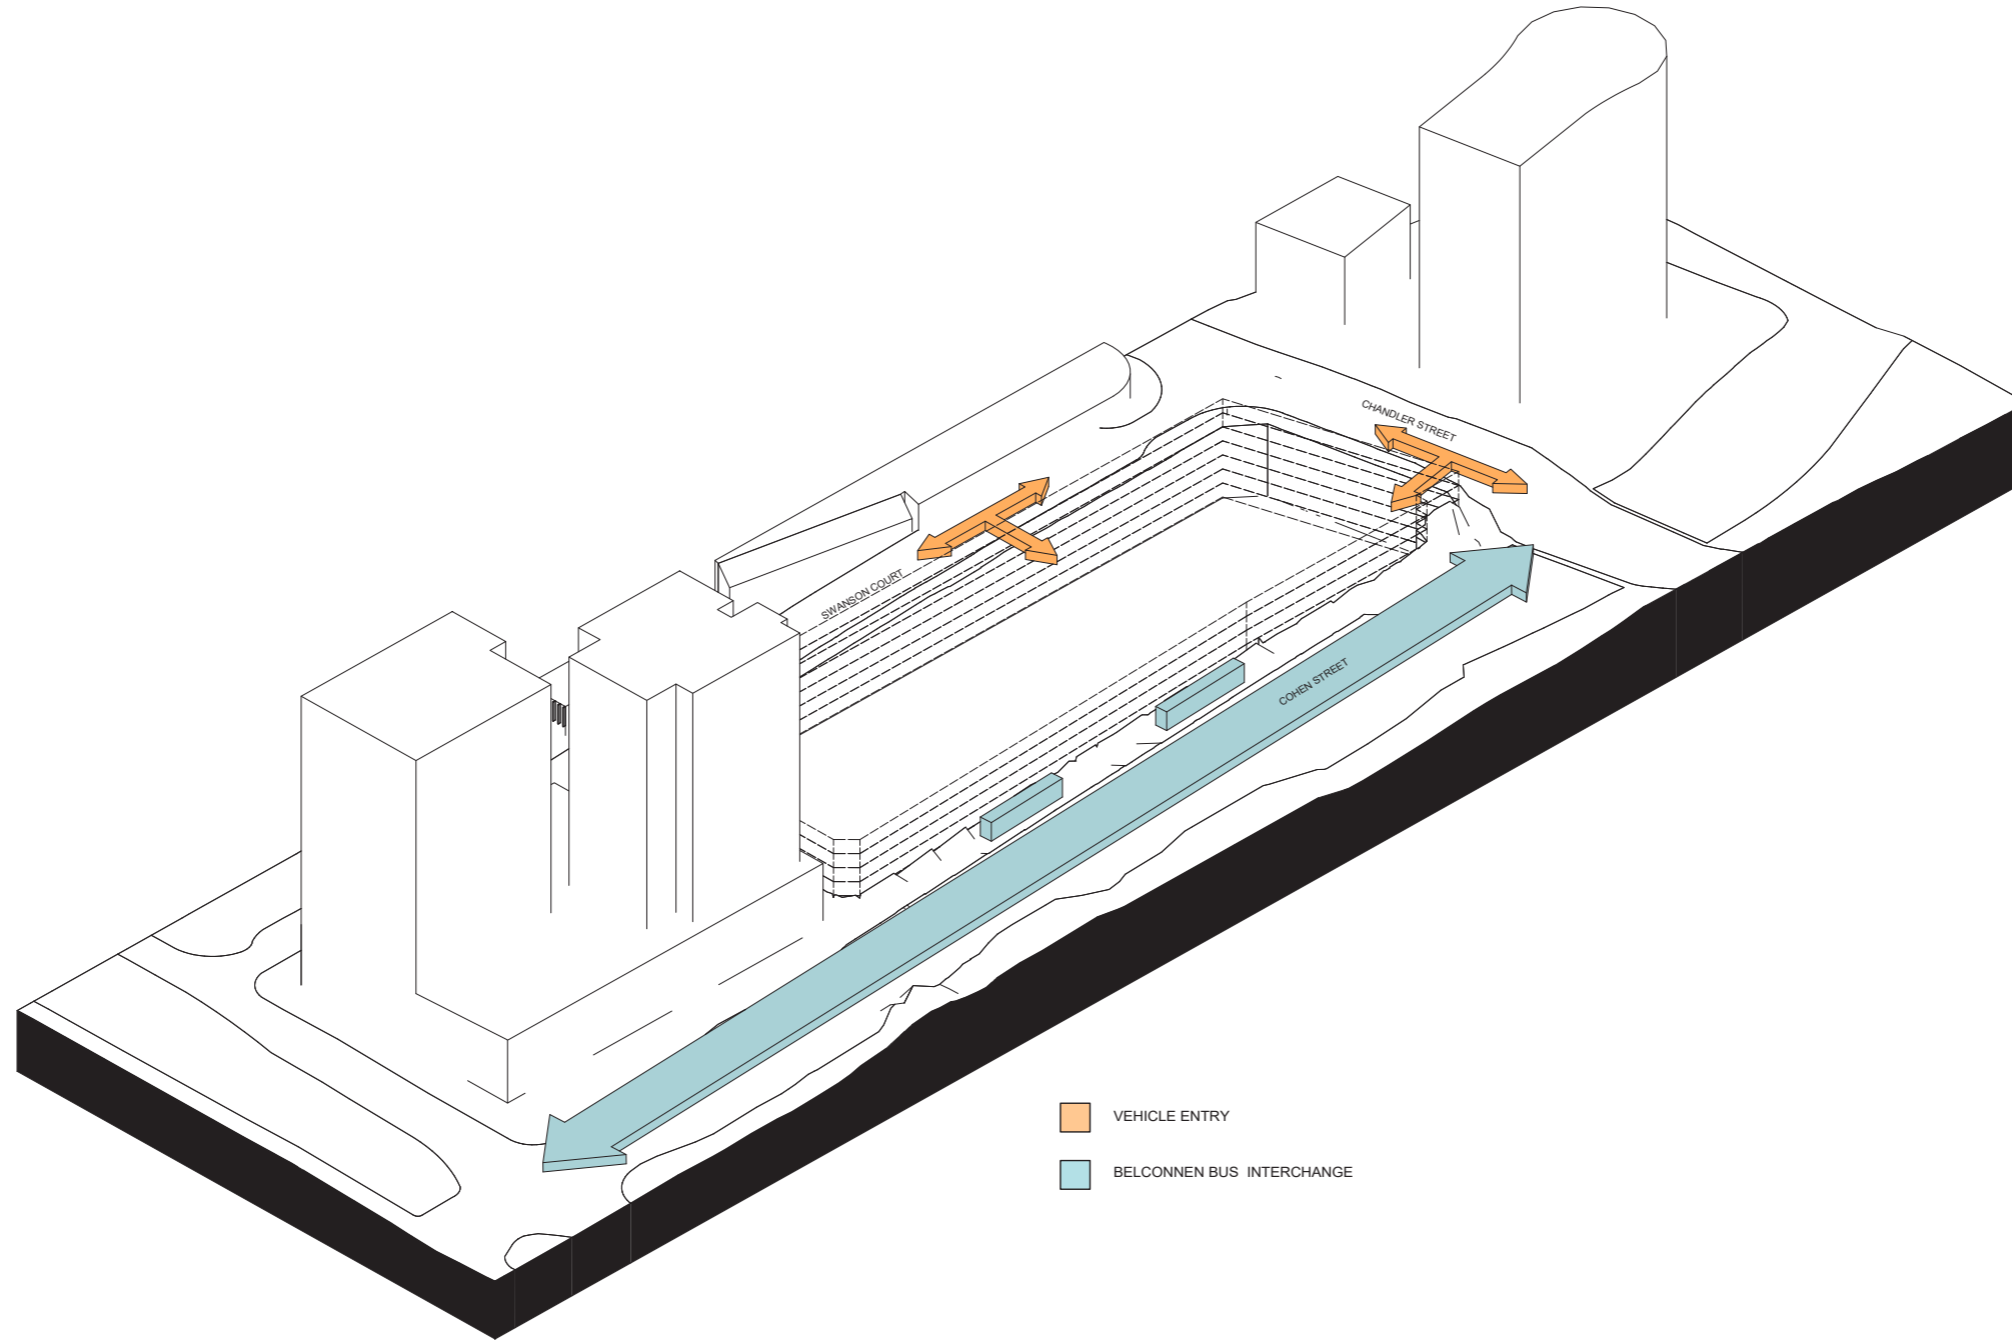 CHANDLER STREET
SWANSON COURT
COHEN STREET
VEHICLE ENTRY
BELCONNEN BUS INTERCHANGE